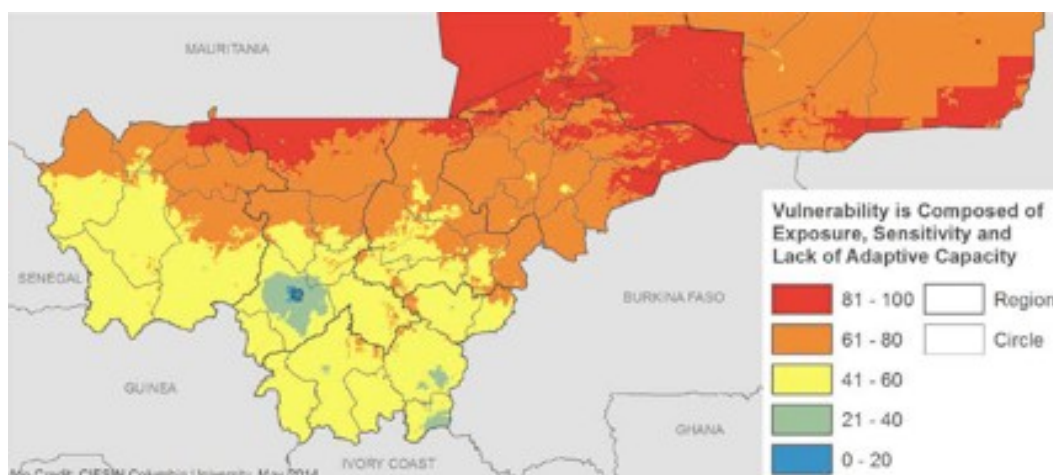 MAURITANIA
Vulnerability is Composed of
Exposure, Sensitivity and
Lack of Adaptive Capacity
SENEGAL
81 - 100
Region
BURKINA FASO
61 - 80
Circle
41 - 60
GUINEA
21 - 40
GHANA
0 - 20
IVORY COAST
Credit: CIESIN Columbia University, May 2014